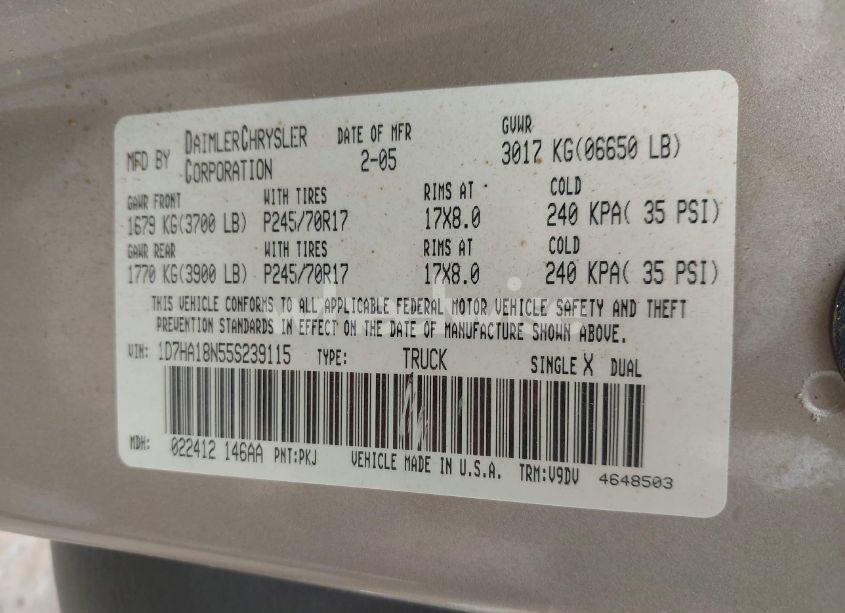 MFD BY DAIMLERCHRYSLER CORPORATION DATE OF MFR 2-05 GVWR 3017 KG(06650 LB)
GAWR FRONT WITH TIRES RIMS AT COLD
1679 KG(3700 LB) P245/70R17 17X8.0 240 KPA( 35 PSI)
GAWR REAR WITH TIRES RIMS AT COLD
1770 KG(3900 LB) P245/70R17 17X8.0 240 KPA( 35 PSI)
THIS VEHICLE CONFORMS TO ALL APPLICABLE FEDERAL MOTOR VEHICLE SAFETY AND THEFT
PREVENTION STANDARDS IN EFFECT ON THE DATE OF MANUFACTURE SHOWN ABOVE.
VIN: 1D7HA18N55S239115 TYPE: TRUCK SINGLE X DUAL
MDH: 022412 146AA PNT:PKJ VEHICLE MADE IN U.S.A. TRM:V9DV 4648503